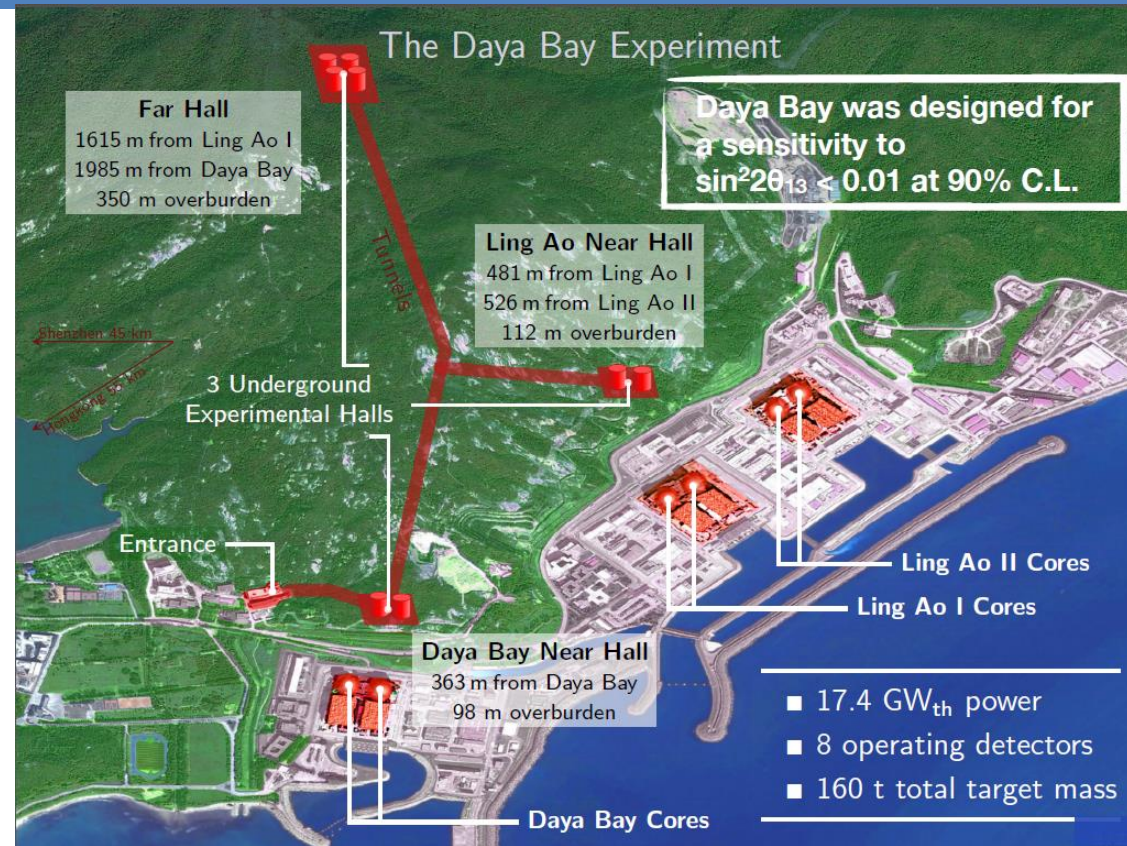 The Daya Bay Experiment
Far Hall
1615 m from Ling Ao I
1985 m from Daya Bay
350 m overburden
Daya Bay was designed for
a sensitivity to
sin²2θ₁₃ < 0.01 at 90% C.L.
Ling Ao Near Hall
481 m from Ling Ao I
526 m from Ling Ao II
112 m overburden
Tunnels
Shenzhen 45 km
Hongkong 55 km
3 Underground
Experimental Halls
Entrance
Ling Ao II Cores
Ling Ao I Cores
Daya Bay Near Hall
363 m from Daya Bay
98 m overburden
■ 17.4 GWth power
■ 8 operating detectors
■ 160 t total target mass
Daya Bay Cores